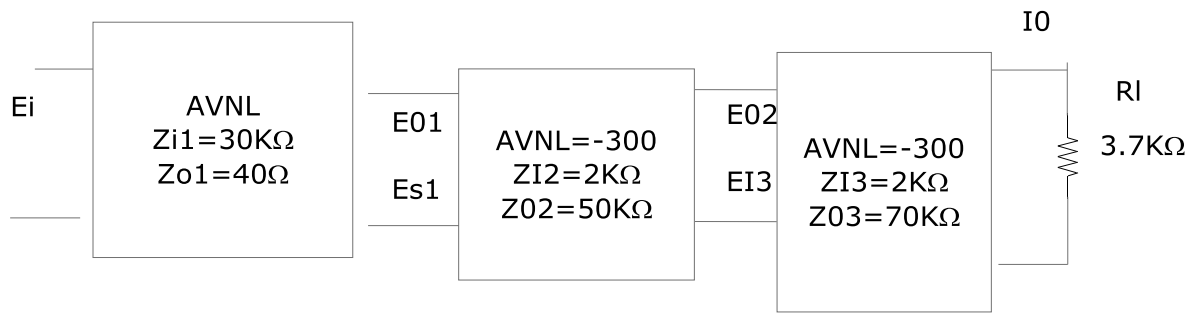 Ei
AVNL
Zi1=30KΩ
Zo1=40Ω
E01
Es1
AVNL=-300
ZI2=2KΩ
Z02=50KΩ
E02
EI3
AVNL=-300
ZI3=2KΩ
Z03=70KΩ
I0
Rl
3.7KΩ